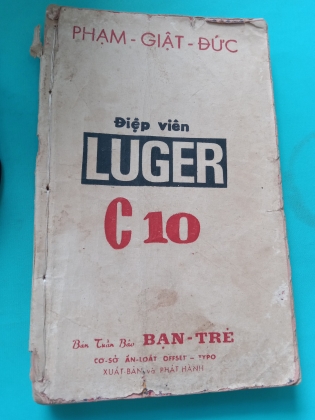 PHẠM - GIẬT - ĐỨC
Điệp viên
LUGER
C 10
Ban Tuần Báo BẠN-TRẺ
CƠ-SỞ ẤN-LOÁT OFFSET - TYPO
XUẤT BẢN và PHÁT HÀNH